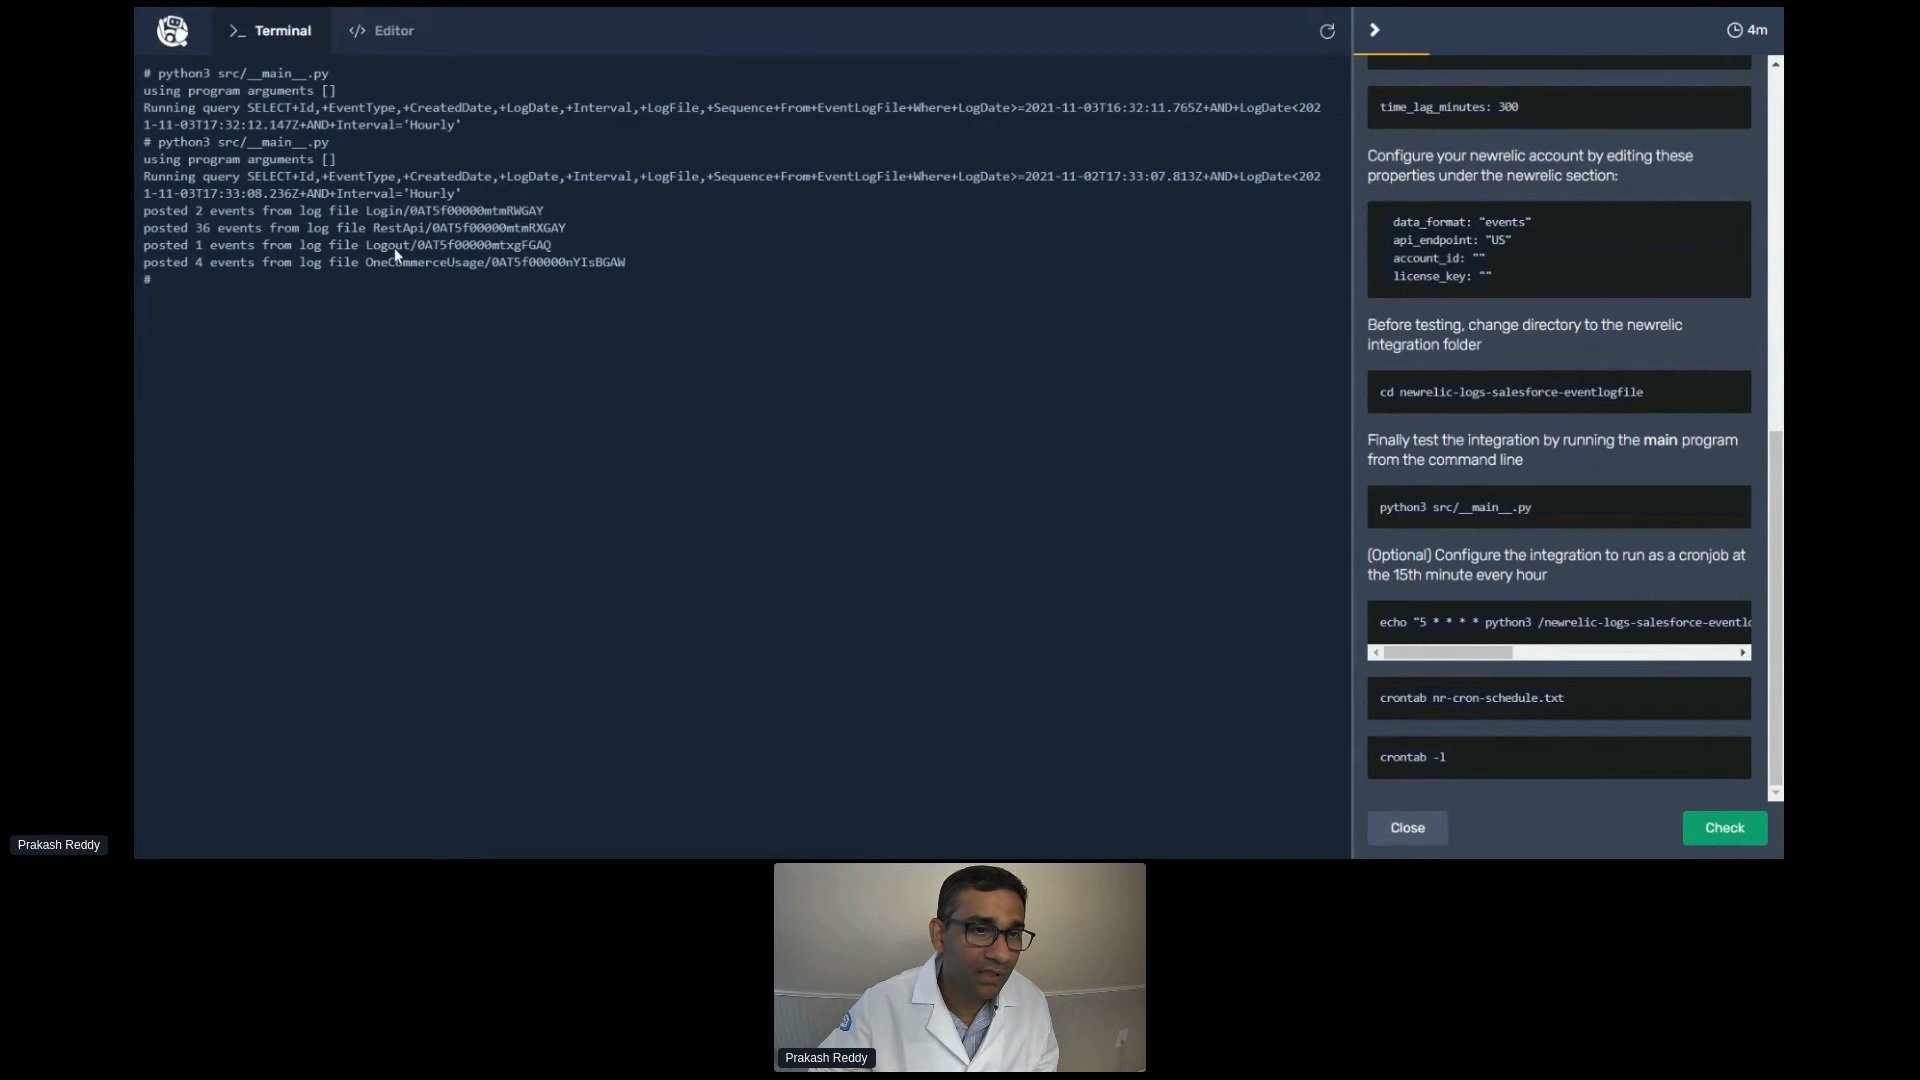 >_ Terminal
</> Editor
4m
# python3 src/__main__.py
using program arguments []
Running query SELECT+Id,+EventType,+CreatedDate,+LogDate,+Interval,+LogFile,+Sequence+From+EventLogFile+Where+LogDate>=2021-11-03T16:32:11.765Z+AND+LogDate<202
1-11-03T17:32:12.147Z+AND+Interval='Hourly'
# python3 src/__main__.py
using program arguments []
Running query SELECT+Id,+EventType,+CreatedDate,+LogDate,+Interval,+LogFile,+Sequence+From+EventLogFile+Where+LogDate>=2021-11-02T17:33:07.813Z+AND+LogDate<202
1-11-03T17:33:08.236Z+AND+Interval='Hourly'
posted 2 events from log file Login/0AT5f00000mtmRWGAY
posted 36 events from log file RestApi/0AT5f00000mtmRXGAY
posted 1 events from log file Logout/0AT5f00000mtxgFGAQ
posted 4 events from log file OneCommerceUsage/0AT5f00000nYIsBGAW
#
time_lag_minutes: 300
Configure your newrelic account by editing these
properties under the newrelic section:
data_format: "events"
api_endpoint: "US"
account_id: ""
license_key: ""
Before testing, change directory to the newrelic
integration folder
cd newrelic-logs-salesforce-eventlogfile
Finally test the integration by running the main program
from the command line
python3 src/__main__.py
(Optional) Configure the integration to run as a cronjob at
the 15th minute every hour
echo "5 * * * * python3 /newrelic-logs-salesforce-eventlo
crontab nr-cron-schedule.txt
crontab -l
Close
Check
Prakash Reddy
Prakash Reddy